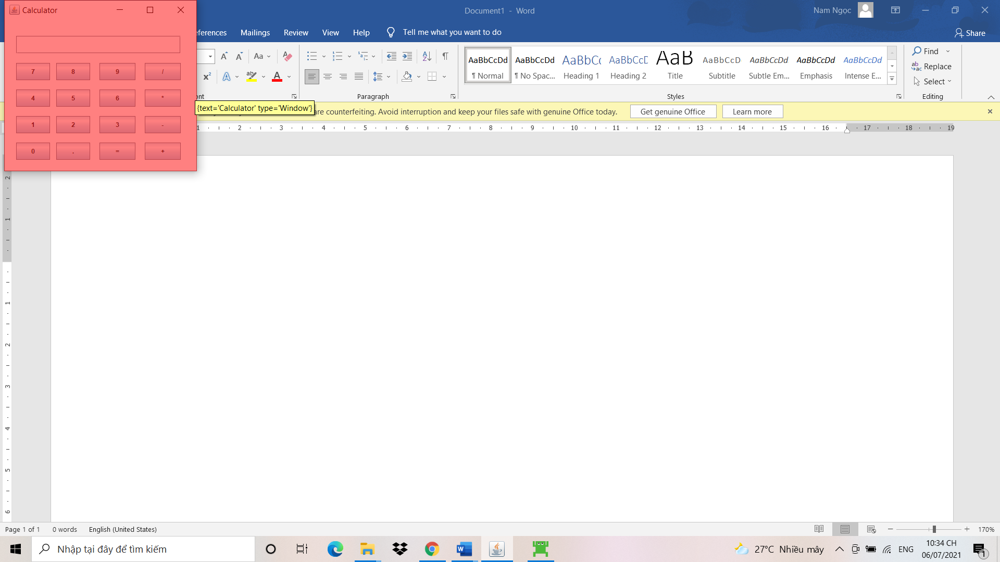 Calculator
7 8 9 /
4 5 6 *
1 2 3 -
0 . = +
Document1 - Word
Nam Ngọc
ferences Mailings Review View Help Tell me what you want to do
Share
Aa
x² A ab A
nt
Paragraph
AaBbCcDd AaBbCcDd AaBbCc AaBbCcD AaB AaBbCcD AaBbCcDd AaBbCcDd AaBbCcDd
¶ Normal ¶ No Spac... Heading 1 Heading 2 Title Subtitle Subtle Em... Emphasis Intense E...
Styles
Find
Replace
Select
Editing
{text='Calculator' type='Window'}
are counterfeiting. Avoid interruption and keep your files safe with genuine Office today.
Get genuine Office
Learn more
1 2 3 4 5 6 7 8 9 10 11 12 13 14 15 16 17 18 19
2
1
1
2
3
4
5
6
Page 1 of 1 0 words English (United States)
170%
Nhập tại đây để tìm kiếm
27°C Nhiều mây
ENG
10:34 CH
06/07/2021
1